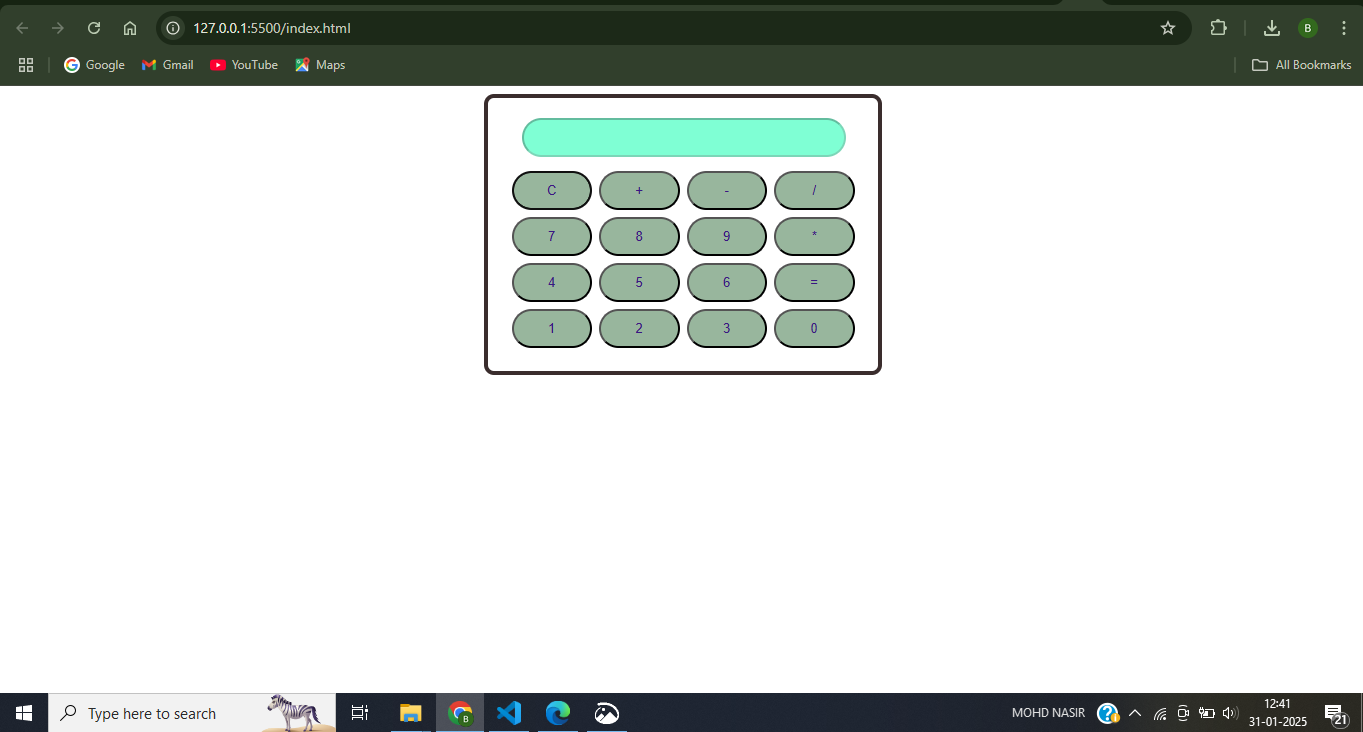 127.0.0.1:5500/index.html B
Google Gmail YouTube Maps All Bookmarks
C + - /
7 8 9 *
4 5 6 =
1 2 3 0
Type here to search B MOHD NASIR 12:41
31-01-2025 21